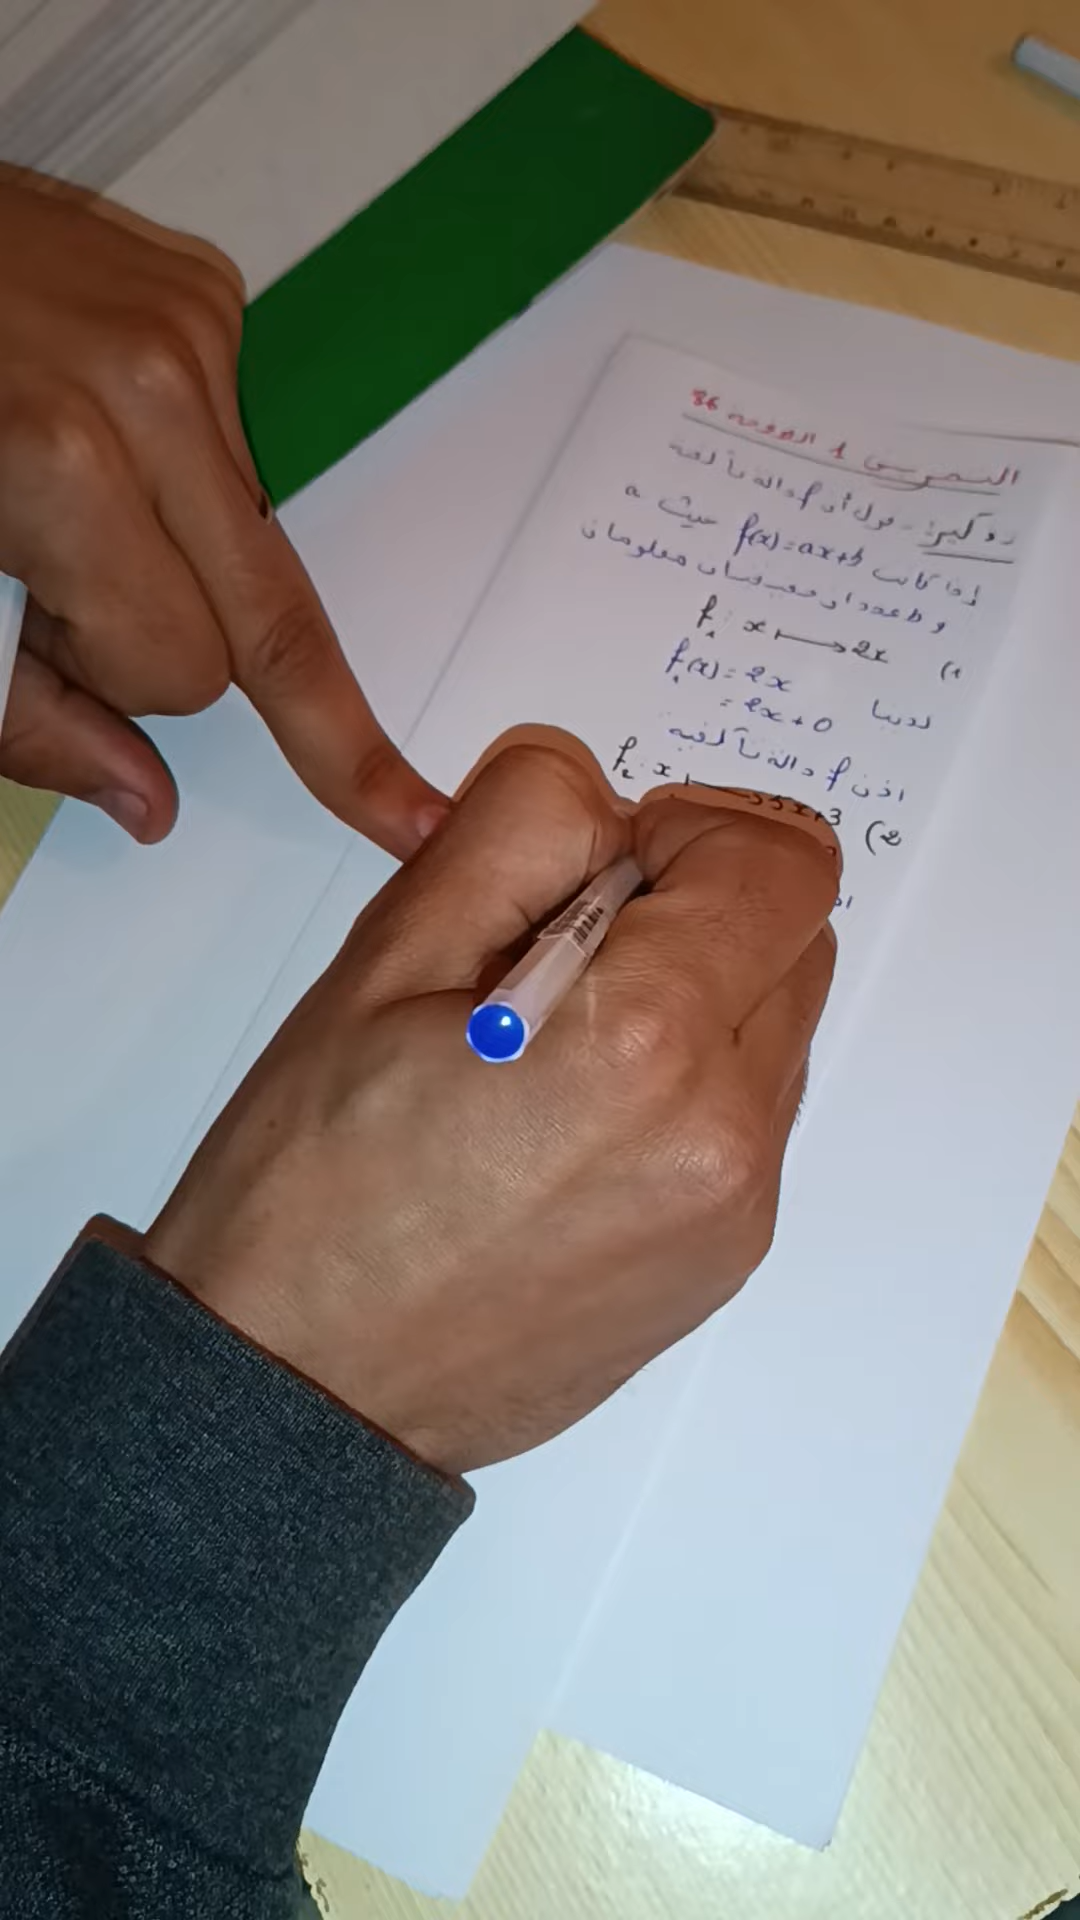 التمرين 1 الصفحة 86
تذكير: نقول أن f دالة تآلفية
إذا كانت f(x)=ax+b حيث a
و b عددان معلومان
1) f₁: x ⟼ 2x
لدينا f₁(x)=2x
= 2x+0
اذن f دالة تآلفية
2) f₂: x ⟼ 5x+3